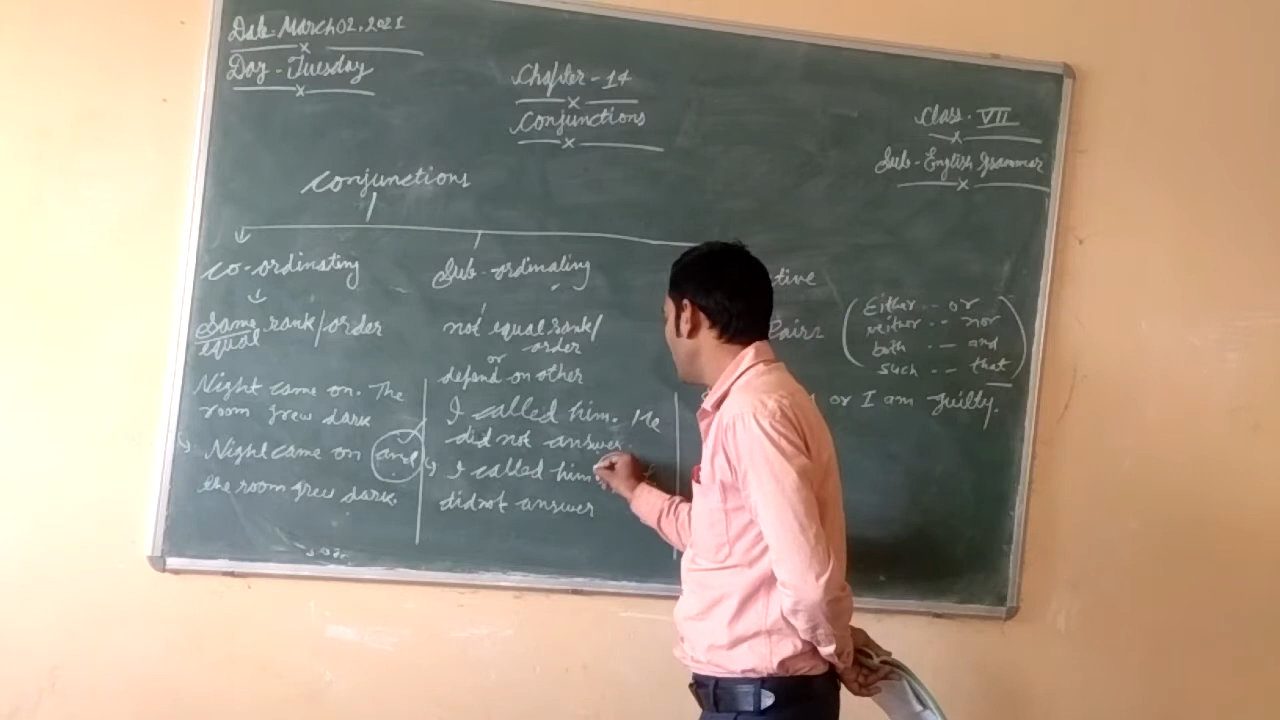 Date - March 02, 2021
Day - Tuesday
Chapter - 14
Conjunctions
Class - VII
Sub - English Grammar
Conjunctions
Co-ordinating
Same rank/order
equal
Night came on. The
room grew dark
Night came on and
the room grew dark.
Sub-ordinating
not equal rank/
or order
depend on other
I called him. He
did not answer.
I called him
did not answer
tive
Pairs
Either -- or
neither -- nor
both -- and
such -- that
or I am guilty.